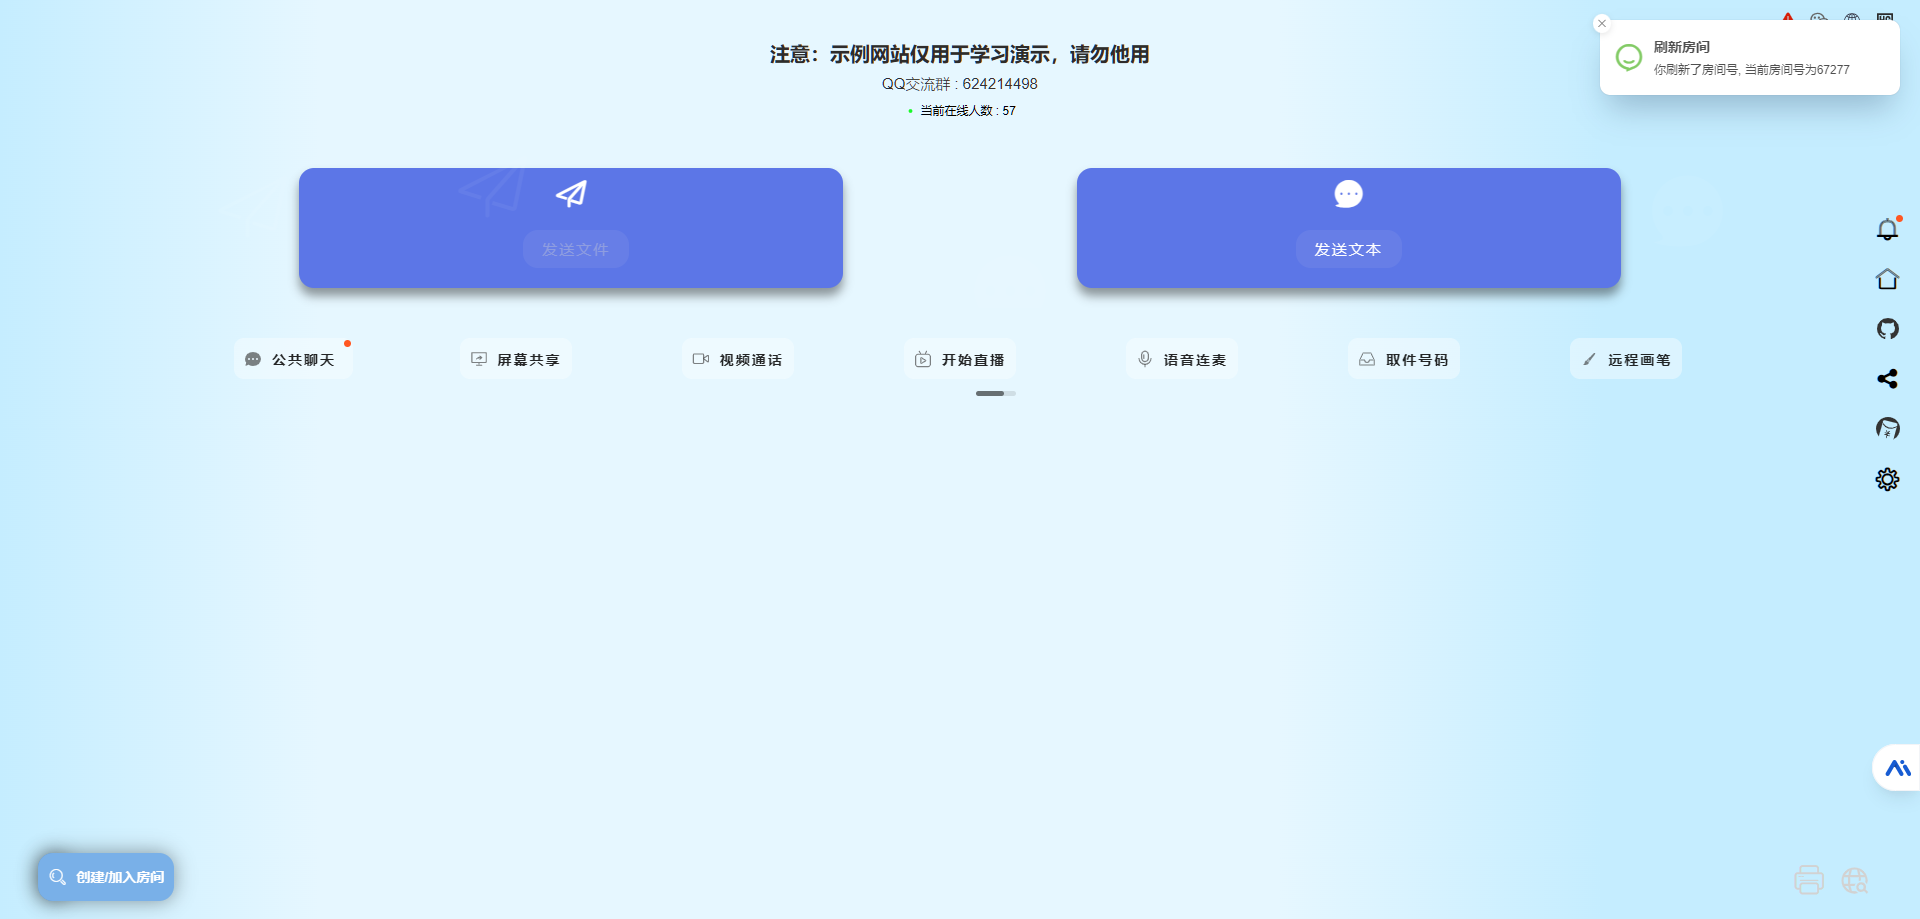 注意：示例网站仅用于学习演示，请勿他用
QQ交流群 : 624214498
当前在线人数 : 57
刷新房间
你刷新了房间号, 当前房间号为67277
发送文件
发送文本
公共聊天
屏幕共享
视频通话
开始直播
语音连麦
取件号码
远程画笔
创建/加入房间